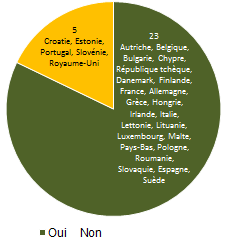 5
Croatie, Estonie,
Portugal, Slovénie,
Royaume-Uni
23
Autriche, Belgique,
Bulgarie, Chypre,
République tchèque,
Danemark, Finlande,
France, Allemagne,
Grèce, Hongrie,
Irlande, Italie,
Lettonie, Lituanie,
Luxembourg, Malte,
Pays-Bas, Pologne,
Roumanie,
Slovaquie, Espagne,
Suède
Oui Non